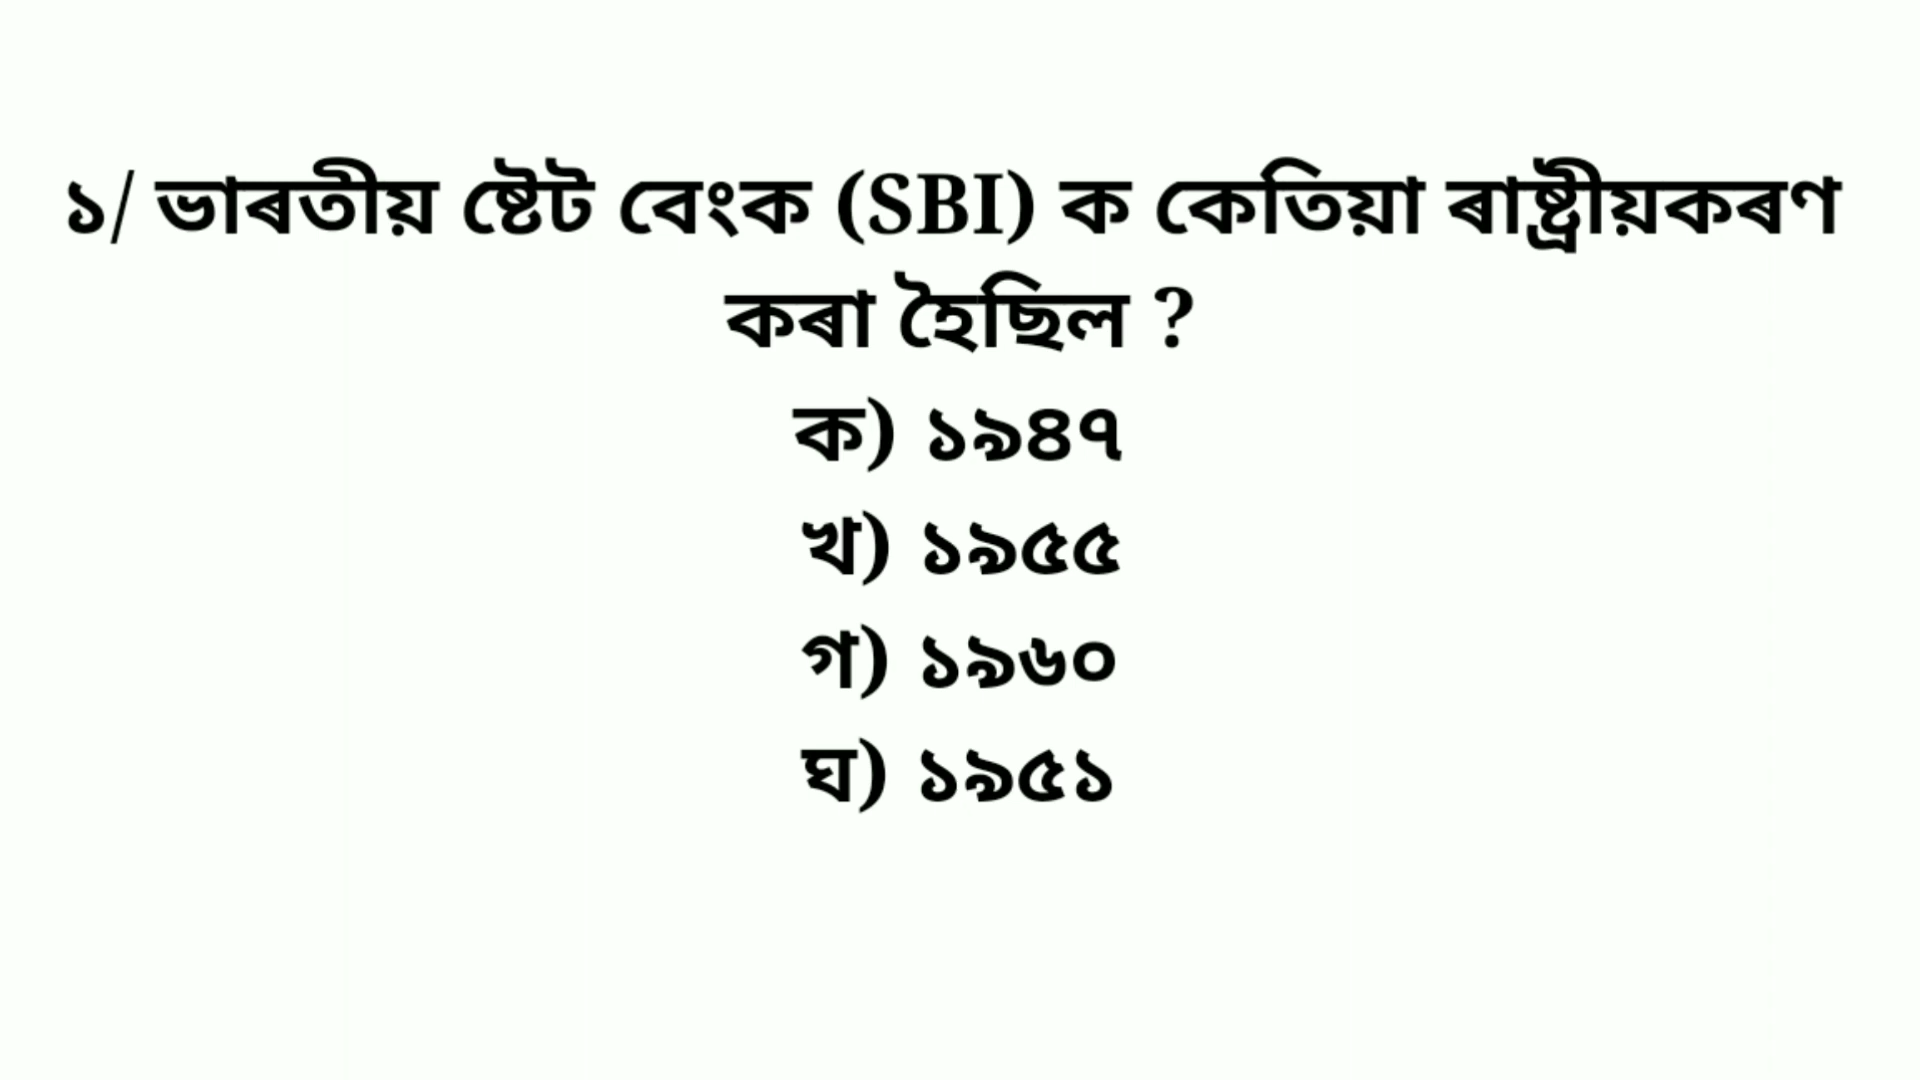 ১/ ভাৰতীয় ষ্টেট বেংক (SBI) ক কেতিয়া ৰাষ্ট্ৰীয়কৰণ
কৰা হৈছিল ?
ক) ১৯৪৭
খ) ১৯৫৫
গ) ১৯৬০
ঘ) ১৯৫১